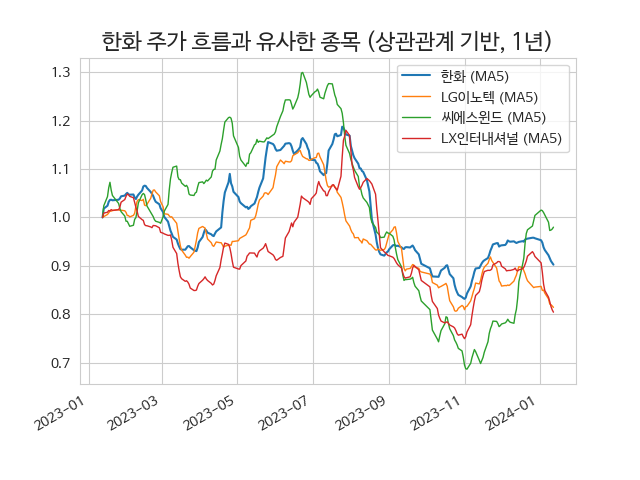 한화 주가 흐름과 유사한 종목 (상관관계 기반, 1년)
한화 (MA5)
LG이노텍 (MA5)
씨에스윈드 (MA5)
LX인터내셔널 (MA5)
1.3
1.2
1.1
1.0
0.9
0.8
0.7
2023-01
2023-03
2023-05
2023-07
2023-09
2023-11
2024-01